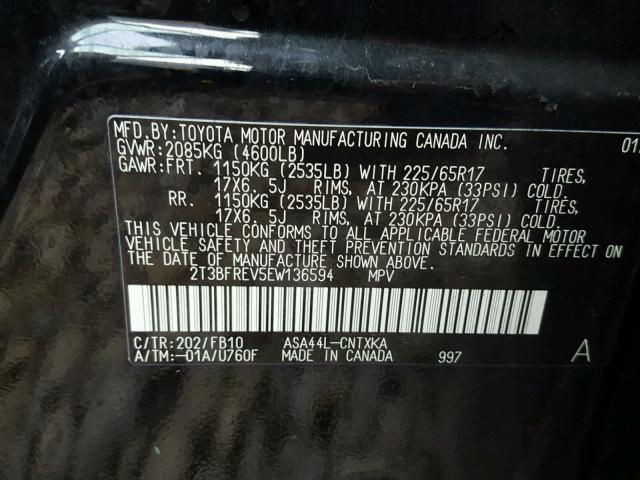 MFD.BY:TOYOTA MOTOR MANUFACTURING CANADA INC. 01
GVWR:2085KG (4600LB)
GAWR:FRT. 1150KG (2535LB) WITH 225/65R17 TIRES,
17X6. 5J RIMS, AT 230KPA (33PSI) COLD.
RR. 1150KG (2535LB) WITH 225/65R17 TIRES,
17X6. 5J RIMS, AT 230KPA (33PSI) COLD.
THIS VEHICLE CONFORMS TO ALL APPLICABLE FEDERAL MOTOR
VEHICLE SAFETY AND THEFT PREVENTION STANDARDS IN EFFECT ON
THE DATE OF MANUFACTURE SHOWN ABOVE.
2T3BFREV5EW136594 MPV
C/TR:202/FB10 ASA44L-CNTXKA
A/TM:-01A/U760F MADE IN CANADA 997 A